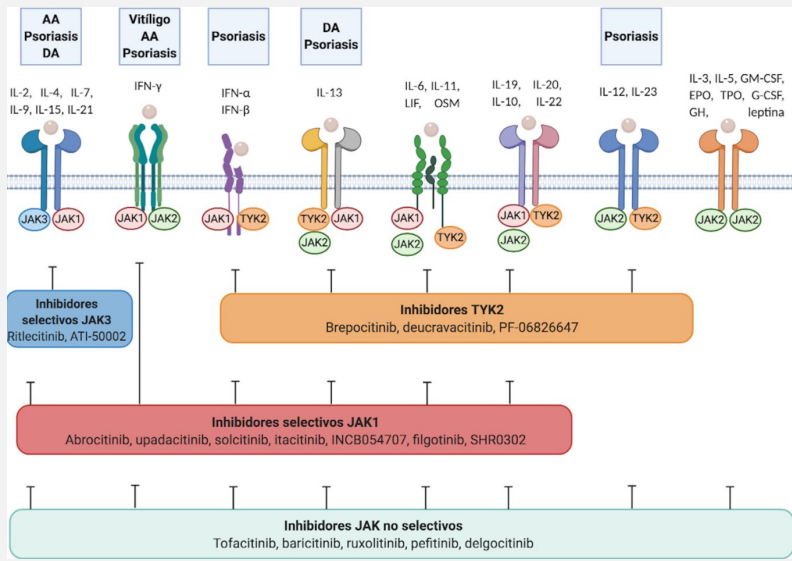 AA
Psoriasis
DA
Vitíligo
AA
Psoriasis
Psoriasis
DA
Psoriasis
Psoriasis
IL-2, IL-4, IL-7,
IL-9, IL-15, IL-21
IFN-γ
IFN-α
IFN-β
IL-13
IL-6, IL-11,
LIF, OSM
IL-19, IL-20,
IL-10, IL-22
IL-12, IL-23
IL-3, IL-5, GM-CSF,
EPO, TPO, G-CSF,
GH, leptina
JAK3 JAK1
JAK1 JAK2
JAK1 TYK2
TYK2 JAK1
JAK2
JAK1
JAK2 TYK2
JAK1 TYK2
JAK2
JAK2 TYK2
JAK2 JAK2
Inhibidores
selectivos JAK3
Ritlecitinib, ATI-50002
Inhibidores TYK2
Brepocitinib, deucravacitinib, PF-06826647
Inhibidores selectivos JAK1
Abrocitinib, upadacitinib, solcitinib, itacitinib, INCB054707, filgotinib, SHR0302
Inhibidores JAK no selectivos
Tofacitinib, baricitinib, ruxolitinib, pefitinib, delgocitinib